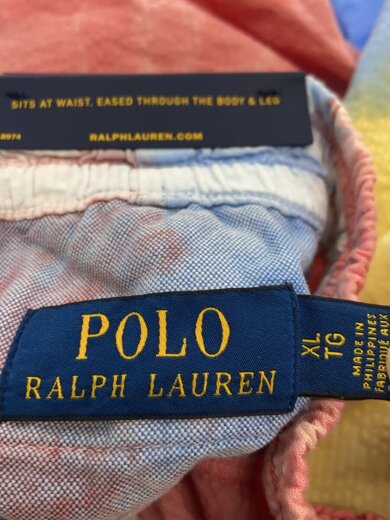 SITS AT WAIST, EASED THROUGH THE BODY & LEG
RALPHLAUREN.COM
POLO
RALPH LAUREN
XL
TG
MADE IN
PHILIPPINES
FABRIQUÉ AUX